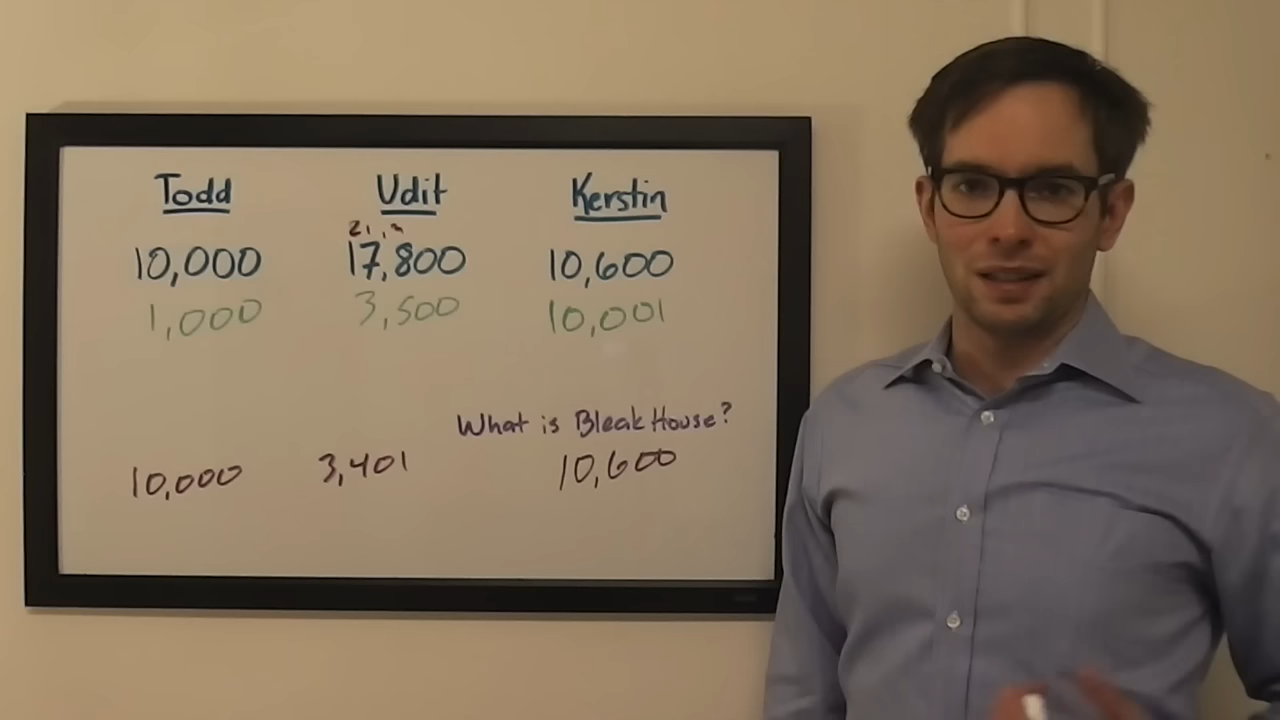 Todd Udit Kerstin
21,
17,800
10,000 10,600
1,000 3,500 10,001
What is Bleak House?
10,000 3,401 10,600